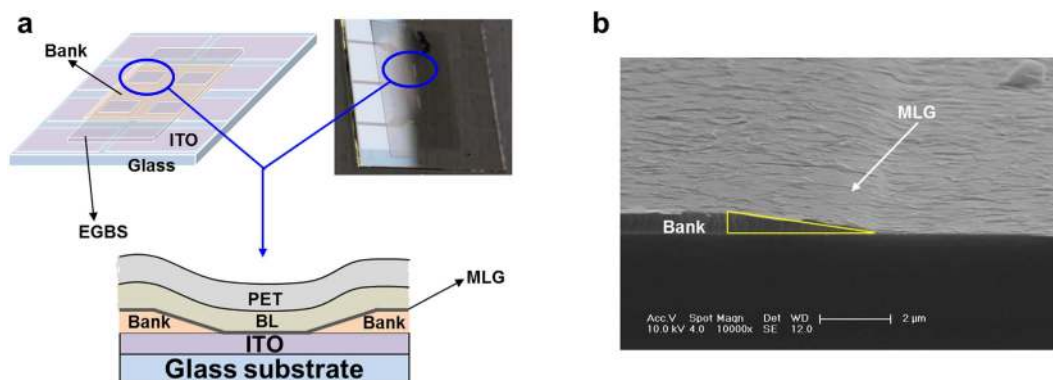 a
Bank
ITO
Glass
EGBS
MLG
PET
BL
Bank
Bank
ITO
Glass substrate
b
MLG
Bank
Acc.V Spot Magn Det WD
10.0 kV 4.0 10000x SE 12.0 2 μm